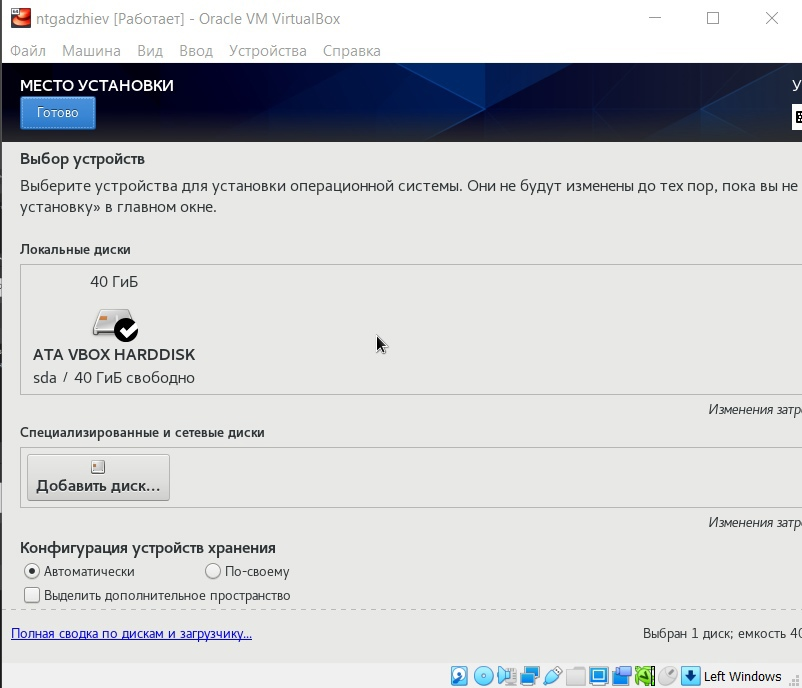 ntgadzhiev [Работает] - Oracle VM VirtualBox
Файл Машина Вид Ввод Устройства Справка
МЕСТО УСТАНОВКИ
Готово
Выбор устройств
Выберите устройства для установки операционной системы. Они не будут изменены до тех пор, пока вы не
установку» в главном окне.
Локальные диски
40 ГиБ
ATA VBOX HARDDISK
sda / 40 ГиБ свободно
Изменения
Специализированные и сетевые диски
Добавить диск...
Изменения
Конфигурация устройств хранения
Автоматически По-своему
Выделить дополнительное пространство
Полная сводка по дискам и загрузчику...
Выбран 1 диск; емкость 40
Left Windows